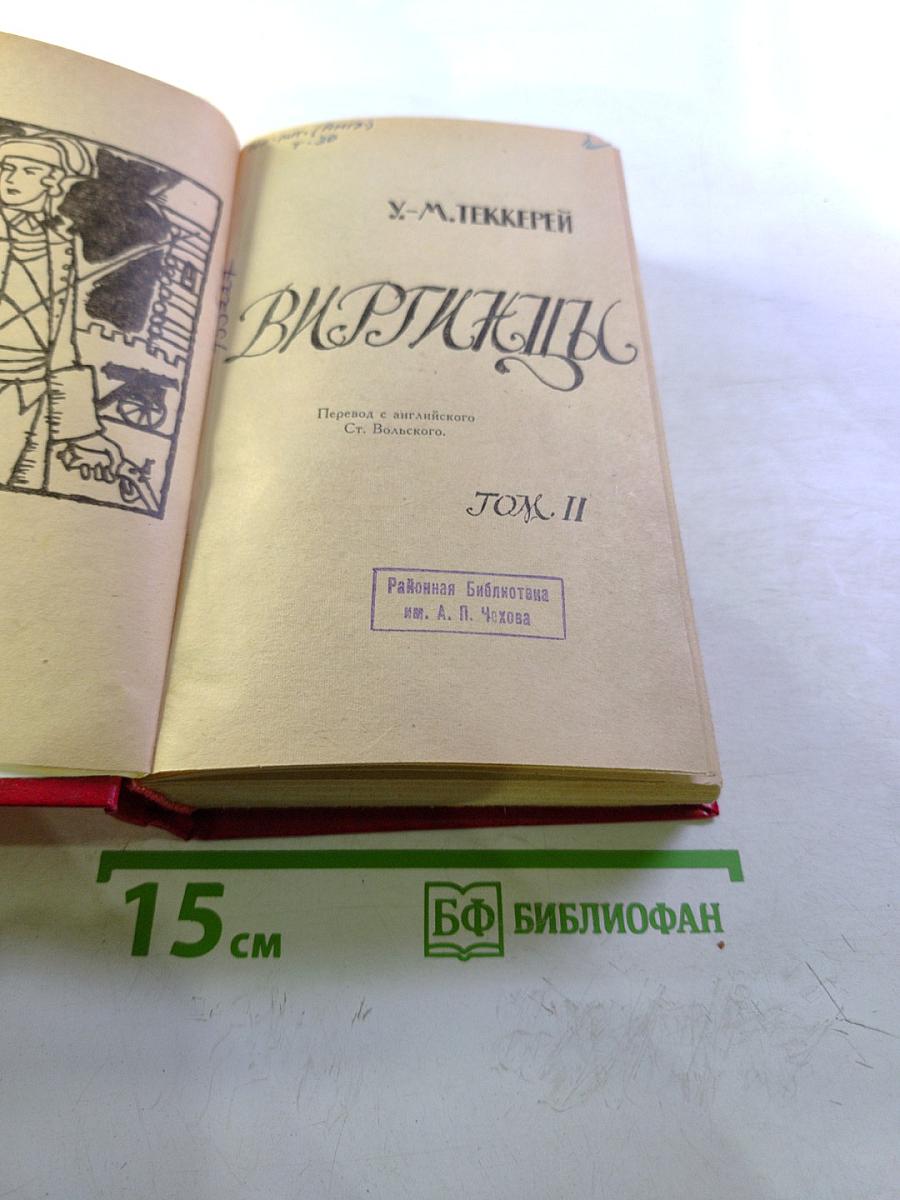 У.-М. ТЕККЕРЕЙ
ВИРГИНЦЫ
Перевод с английского
Ст. Вольского.
ТОМ. II
Районная Библиотека
им. А. П. Чехова
15 см
БФ БИБЛИОФАН